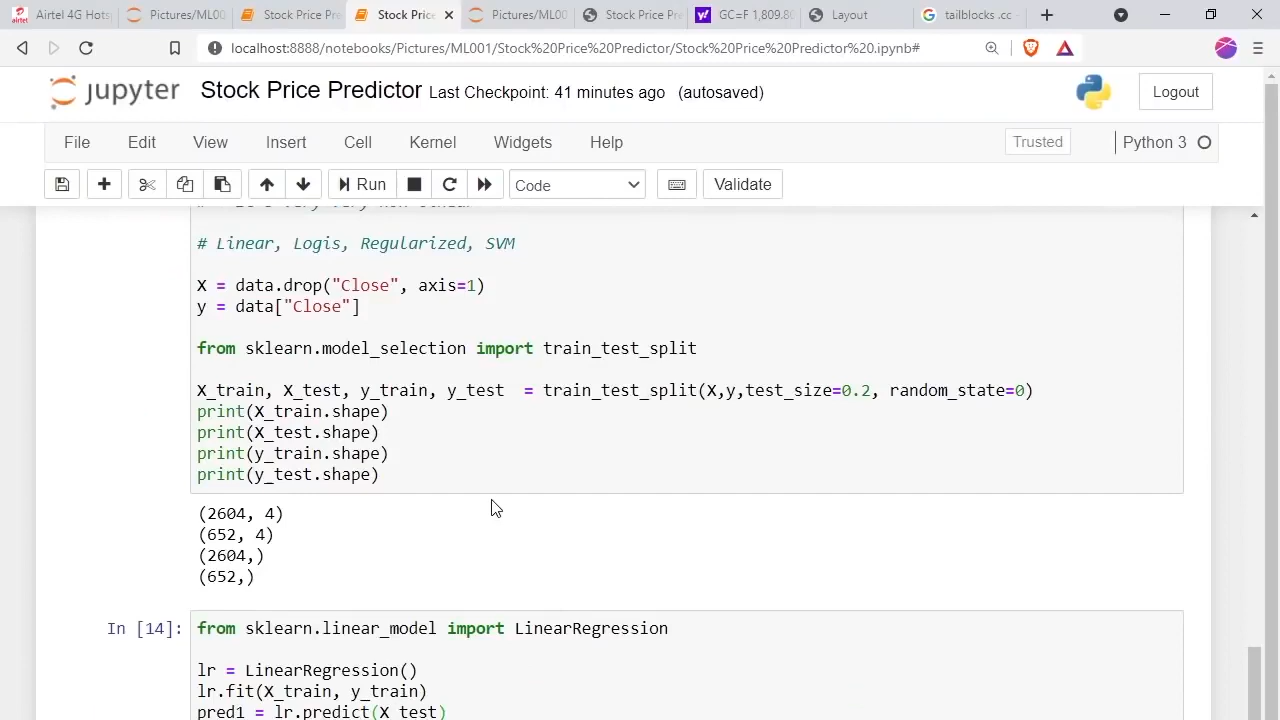 Airtel 4G Hots
Pictures/ML00
Stock Price Pre
Stock Price
Pictures/ML00
Stock Price Pre
GC=F 1,809.80
Layout
tailblocks .cc -
localhost:8888/notebooks/Pictures/ML001/Stock%20Price%20Predictor/Stock%20Price%20Predictor%20.ipynb#
jupyter Stock Price Predictor Last Checkpoint: 41 minutes ago (autosaved)
Logout
File Edit View Insert Cell Kernel Widgets Help
Trusted
Python 3
Run
Code
Validate
# Linear, Logis, Regularized, SVM
X = data.drop("Close", axis=1)
y = data["Close"]
from sklearn.model_selection import train_test_split
X_train, X_test, y_train, y_test  = train_test_split(X,y,test_size=0.2, random_state=0)
print(X_train.shape)
print(X_test.shape)
print(y_train.shape)
print(y_test.shape)
(2604, 4)
(652, 4)
(2604,)
(652,)
In [14]: from sklearn.linear_model import LinearRegression
lr = LinearRegression()
lr.fit(X_train, y_train)
pred1 = lr.predict(X_test)